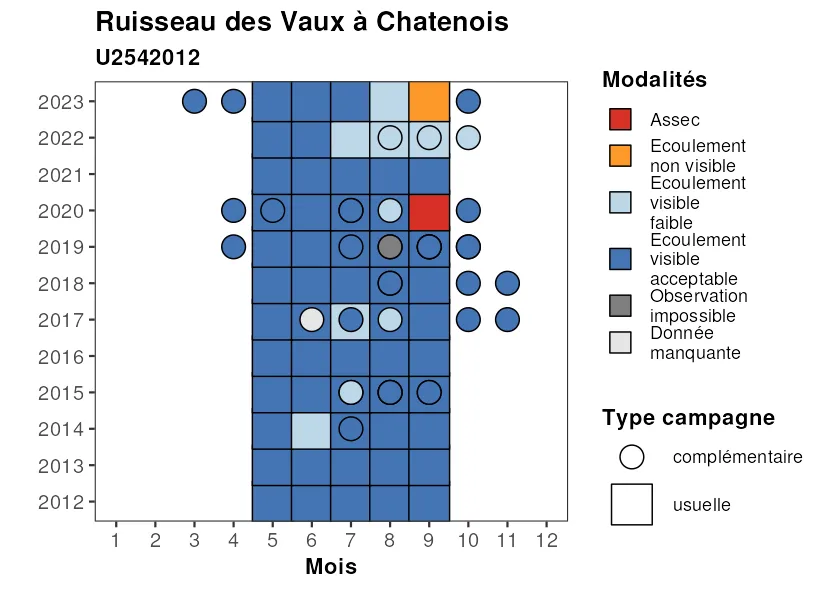 Ruisseau des Vaux à Chatenois
U2542012
2023
2022
2021
2020
2019
2018
2017
2016
2015
2014
2013
2012
1 2 3 4 5 6 7 8 9 10 11 12
Mois
Modalités
Assec
Ecoulement
non visible
Ecoulement
visible
faible
Ecoulement
visible
acceptable
Observation
impossible
Donnée
manquante
Type campagne
complémentaire
usuelle